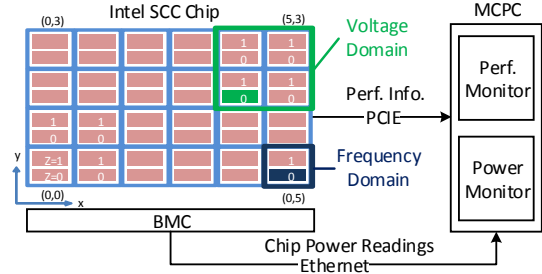 Intel SCC Chip
MCPC
(0,3)
(5,3)
1 1
0 0
1 1
0 0
Voltage
Domain
Perf.
Monitor
Perf. Info.
PCIE
1 1
0 0
Z=1 1 1
Z=0 0 0
Frequency
Domain
Power
Monitor
y
x
(0,0)
(0,5)
BMC
Chip Power Readings
Ethernet